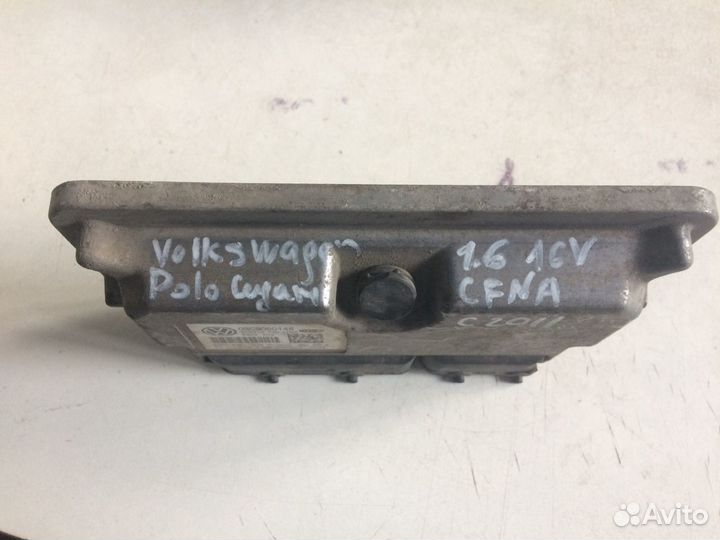 Volkswagen
Polo Седан
1.6 16V
CFNA
с 2011.
Avito